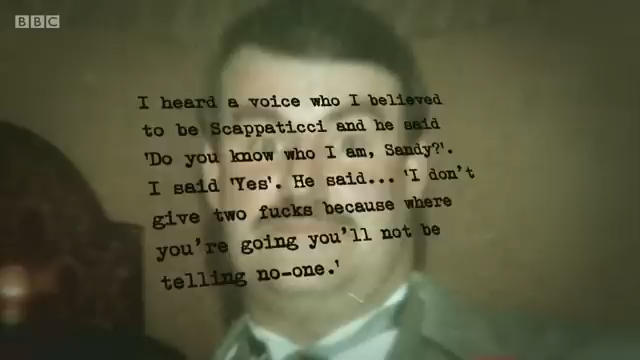 BBC
I heard a voice who I believed
to be Scappaticci and he said
'Do you know who I am, Sandy?'.
I said 'Yes'. He said... 'I don't
give two fucks because where
you're going you'll not be
telling no-one.'